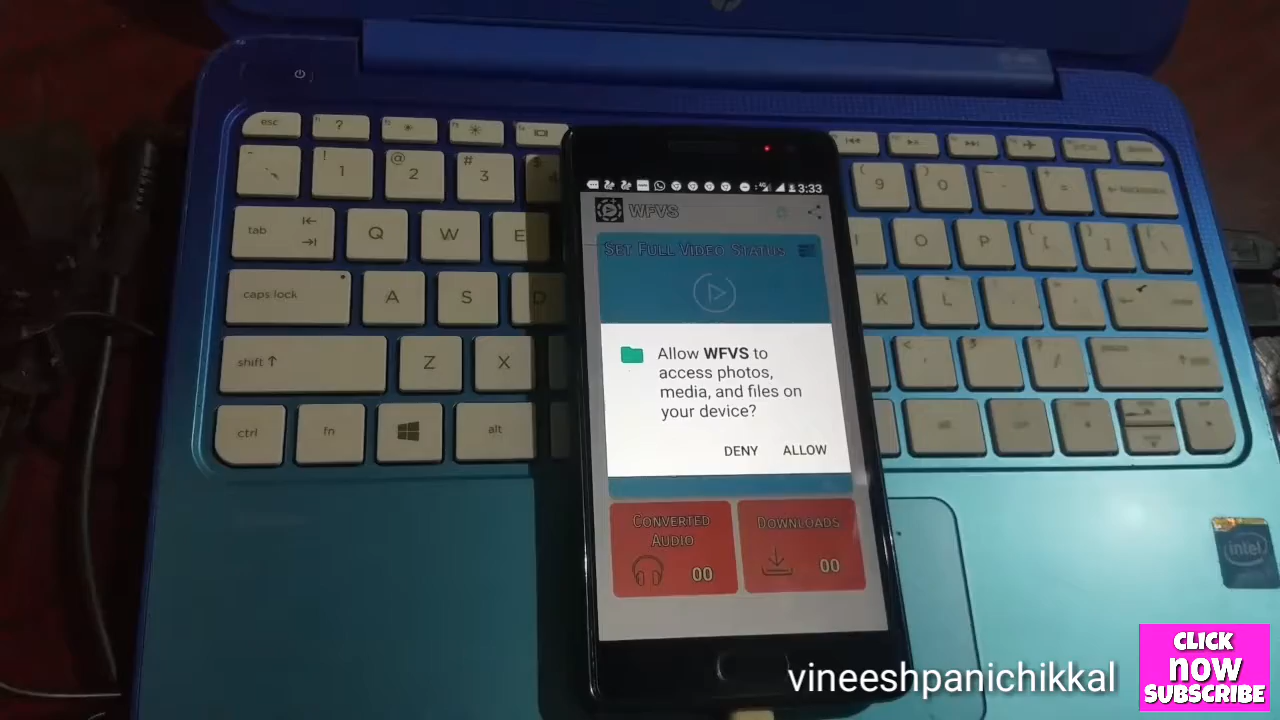 esc
?
!
1
@
2
#
3
3:33
WFVS
9
tab
Q
W
E
O
P
SET FULL VIDEO STATUS
caps lock
A
S
D
K
L
shift
Z
X
Allow WFVS to
access photos,
media, and files on
your device?
DENY ALLOW
ctrl
fn
alt
CONVERTED
AUDIO
00
DOWNLOADS
00
intel
vineeshpanichikkal
CLICK
NOW
SUBSCRIBE